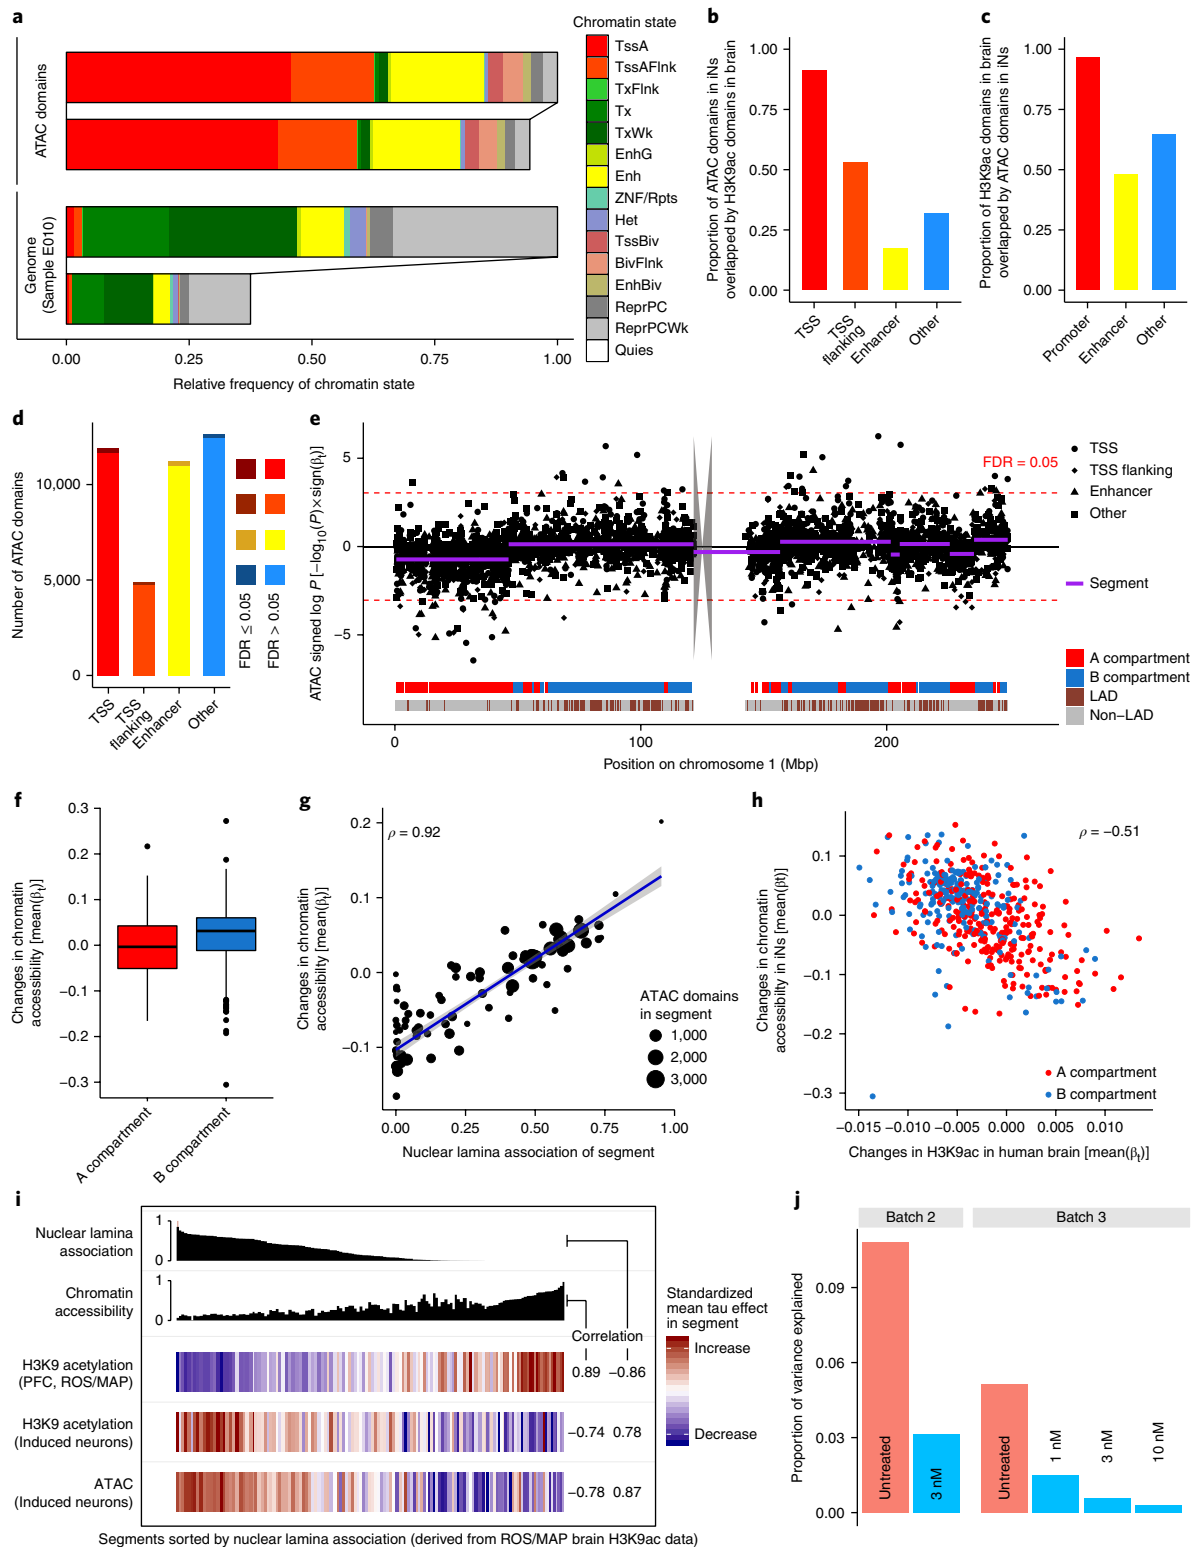 a
Chromatin state
TssA
TssAFlnk
TxFlnk
Tx
TxWk
EnhG
Enh
ZNF/Rpts
Het
TssBiv
BivFlnk
EnhBiv
ReprPC
ReprPCWk
Quies
ATAC domains
Genome
(Sample E010)
0.00
0.25
0.50
0.75
1.00
Relative frequency of chromatin state
b
Proportion of ATAC domains in iNs
overlapped by H3K9ac domains in brain
1.00
0.75
0.50
0.25
0.00
TSS
TSS
flanking
Enhancer
Other
c
Proportion of H3K9ac domains in brain
overlapped by ATAC domains in iNs
1.00
0.75
0.50
0.25
0.00
Promoter
Enhancer
Other
d
Number of ATAC domains
10,000
5,000
0
TSS
TSS
flanking
Enhancer
Other
FDR ≤ 0.05
FDR > 0.05
e
ATAC signed log P [−log10(P)×sign(βt)]
5
0
−5
FDR = 0.05
TSS
TSS flanking
Enhancer
Other
Segment
A compartment
B compartment
LAD
Non−LAD
0
100
200
Position on chromosome 1 (Mbp)
f
Changes in chromatin
accessibility [mean(βt)]
0.3
0.2
0.1
0.0
−0.1
−0.2
−0.3
A compartment
B compartment
g
Changes in chromatin
accessibility [mean(βt)]
0.2
0.1
0.0
−0.1
ρ = 0.92
ATAC domains
in segment
1,000
2,000
3,000
0.00
0.25
0.50
0.75
1.00
Nuclear lamina association of segment
h
Changes in chromatin
accessibility in iNs [mean(βt)]
0.1
0.0
−0.1
−0.2
−0.3
ρ = −0.51
A compartment
B compartment
−0.015
−0.010
−0.005
0.000
0.005
0.010
Changes in H3K9ac in human brain [mean(βt)]
i
Nuclear lamina
association
1
0
Chromatin
accessibility
1
0
Correlation
H3K9 acetylation
(PFC, ROS/MAP)
0.89 −0.86
H3K9 acetylation
(Induced neurons)
−0.74 0.78
ATAC
(Induced neurons)
−0.78 0.87
Standardized
mean tau effect
in segment
Increase
Decrease
Segments sorted by nuclear lamina association (derived from ROS/MAP brain H3K9ac data)
j
Batch 2
Batch 3
Proportion of variance explained
0.09
0.06
0.03
0.00
Untreated
3 nM
Untreated
1 nM
3 nM
10 nM